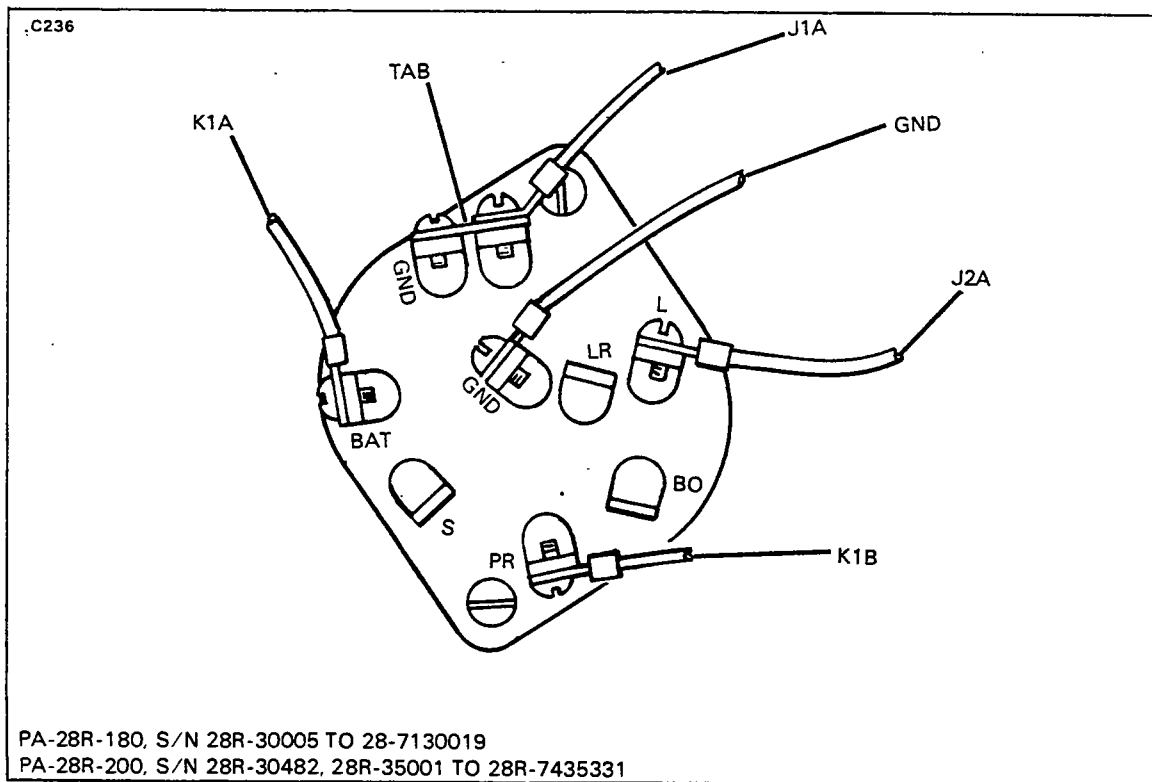 C236
J1A
TAB
GND
K1A
J2A
GND
L
LR
GND
BAT
BO
S
PR
K1B
PA-28R-180, S/N 28R-30005 TO 28-7130019
PA-28R-200, S/N 28R-30482, 28R-35001 TO 28R-7435331